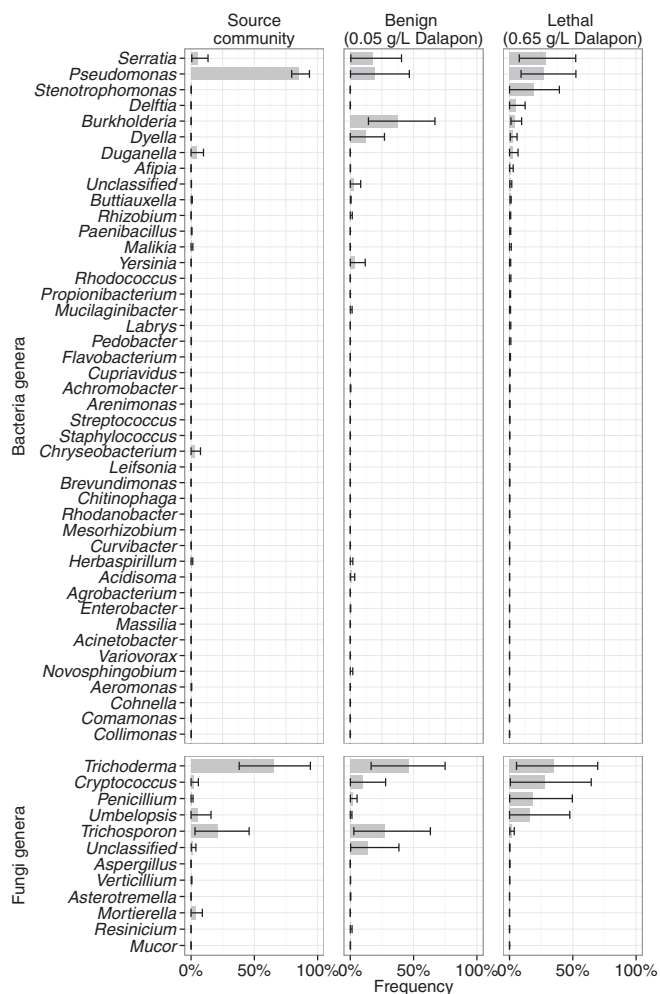 Source
community
Benign
(0.05 g/L Dalapon)
Lethal
(0.65 g/L Dalapon)
Bacteria genera
Serratia
Pseudomonas
Stenotrophomonas
Delftia
Burkholderia
Dyella
Duganella
Afipia
Unclassified
Buttiauxella
Rhizobium
Paenibacillus
Malikia
Yersinia
Rhodococcus
Propionibacterium
Mucilaginibacter
Labrys
Pedobacter
Flavobacterium
Cupriavidus
Achromobacter
Arenimonas
Streptococcus
Staphylococcus
Chryseobacterium
Leifsonia
Brevundimonas
Chitinophaga
Rhodanobacter
Mesorhizobium
Curvibacter
Herbaspirillum
Acidisoma
Agrobacterium
Enterobacter
Massilia
Acinetobacter
Variovorax
Novosphingobium
Aeromonas
Cohnella
Comamonas
Collimonas
Fungi genera
Trichoderma
Cryptococcus
Penicillium
Umbelopsis
Trichosporon
Unclassified
Aspergillus
Verticillium
Asterotremella
Mortierella
Resinicium
Mucor
0% 50% 100% 0% 50% 100% 0% 50% 100%
Frequency